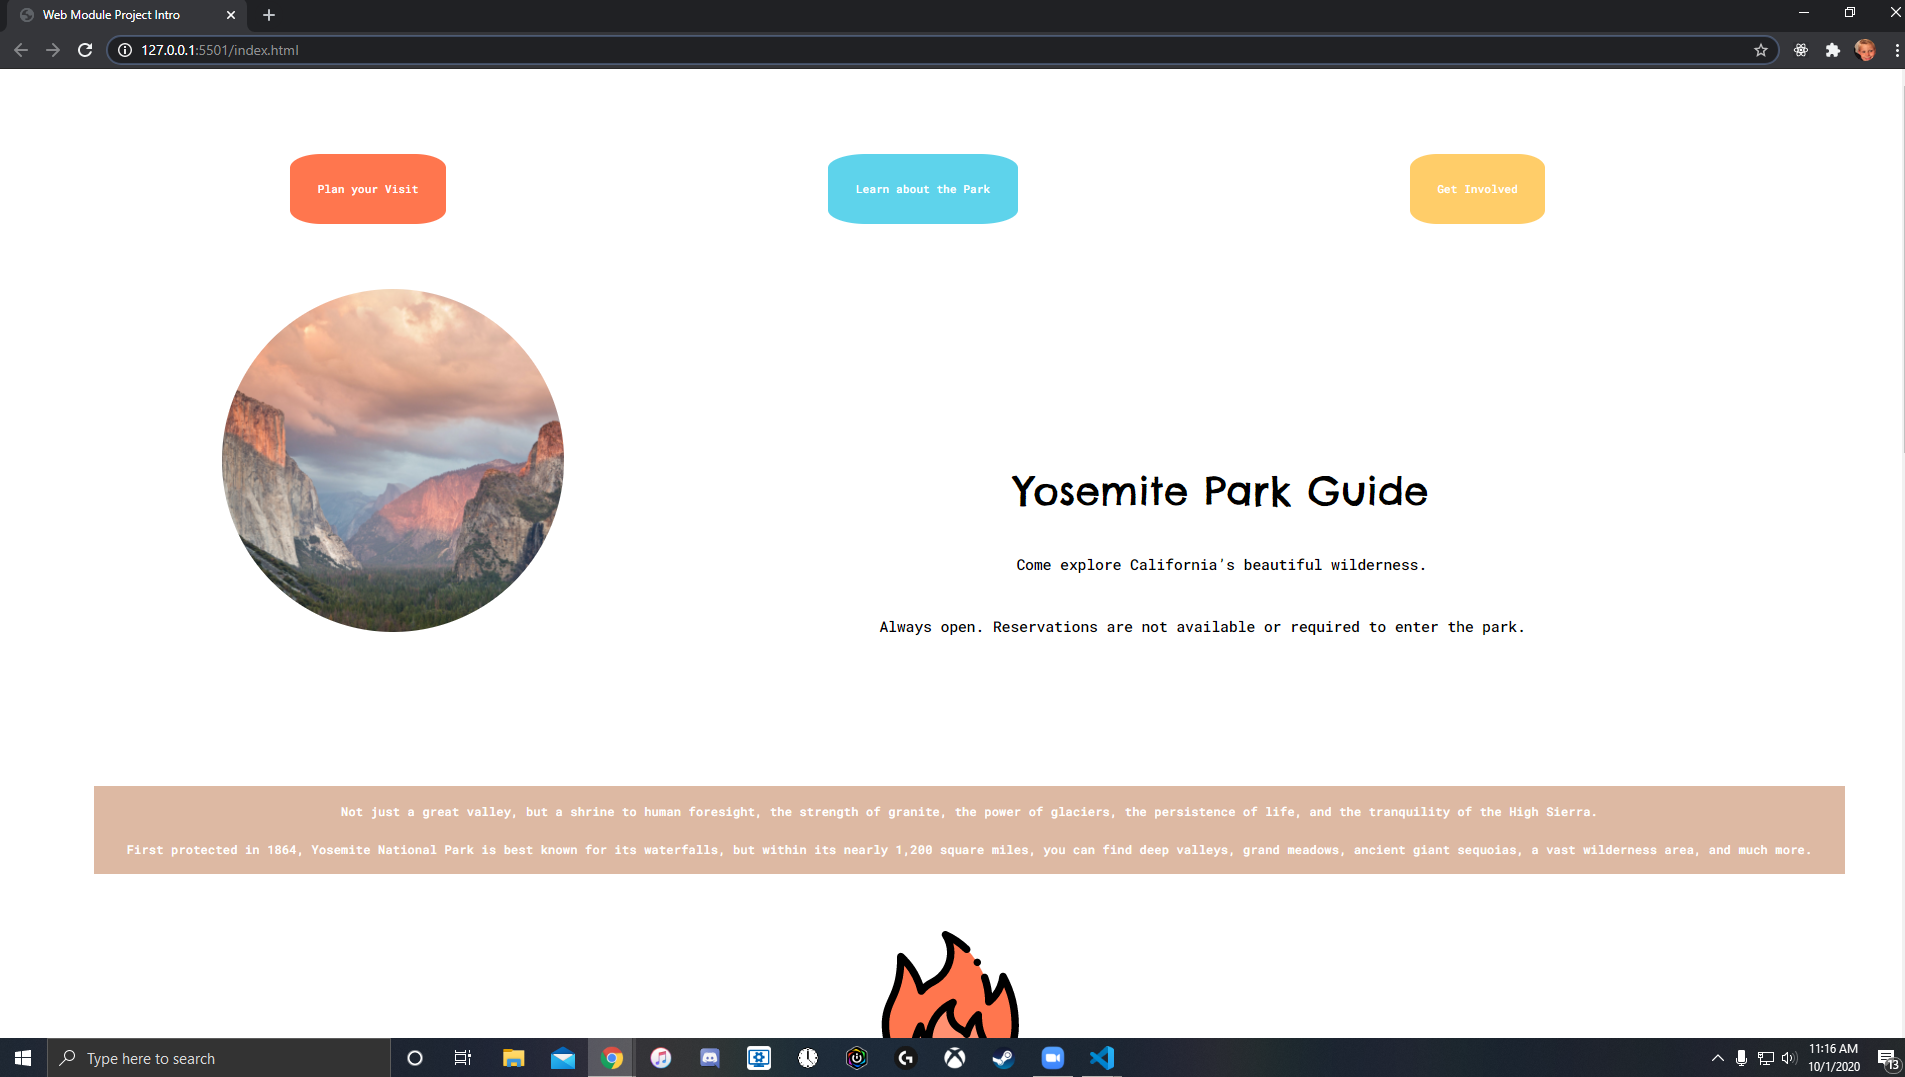 Web Module Project Intro
127.0.0.1:5501/index.html
Plan your Visit
Learn about the Park
Get Involved
Yosemite Park Guide
Come explore California's beautiful wilderness.
Always open. Reservations are not available or required to enter the park.
Not just a great valley, but a shrine to human foresight, the strength of granite, the power of glaciers, the persistence of life, and the tranquility of the High Sierra.
First protected in 1864, Yosemite National Park is best known for its waterfalls, but within its nearly 1,200 square miles, you can find deep valleys, grand meadows, ancient giant sequoias, a vast wilderness area, and much more.
Type here to search
11:16 AM
10/1/2020
13